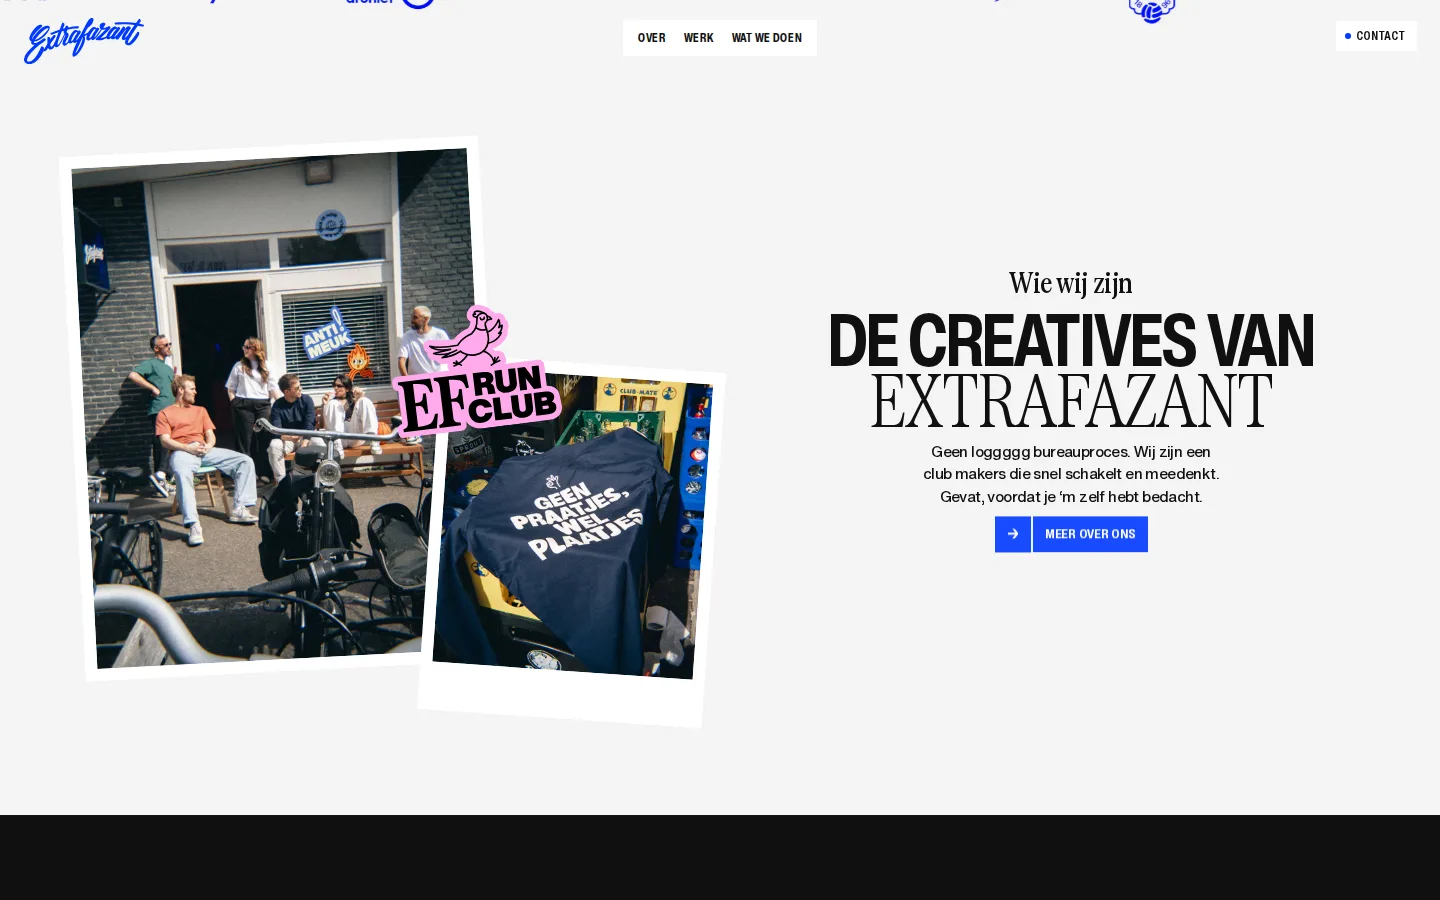 Extrafazant
OVER
WERK
WAT WE DOEN
CONTACT
ANTI!
MEUK
EF RUN
CLUB
CLUB-MATE
GEEN
PRAATJES,
WEL
PLAATJES
Wie wij zijn
DE CREATIVES VAN
EXTRAFAZANT
Geen loggggg bureauproces. Wij zijn een
club makers die snel schakelt en meedenkt.
Gevat, voordat je ‘m zelf hebt bedacht.
→ MEER OVER ONS